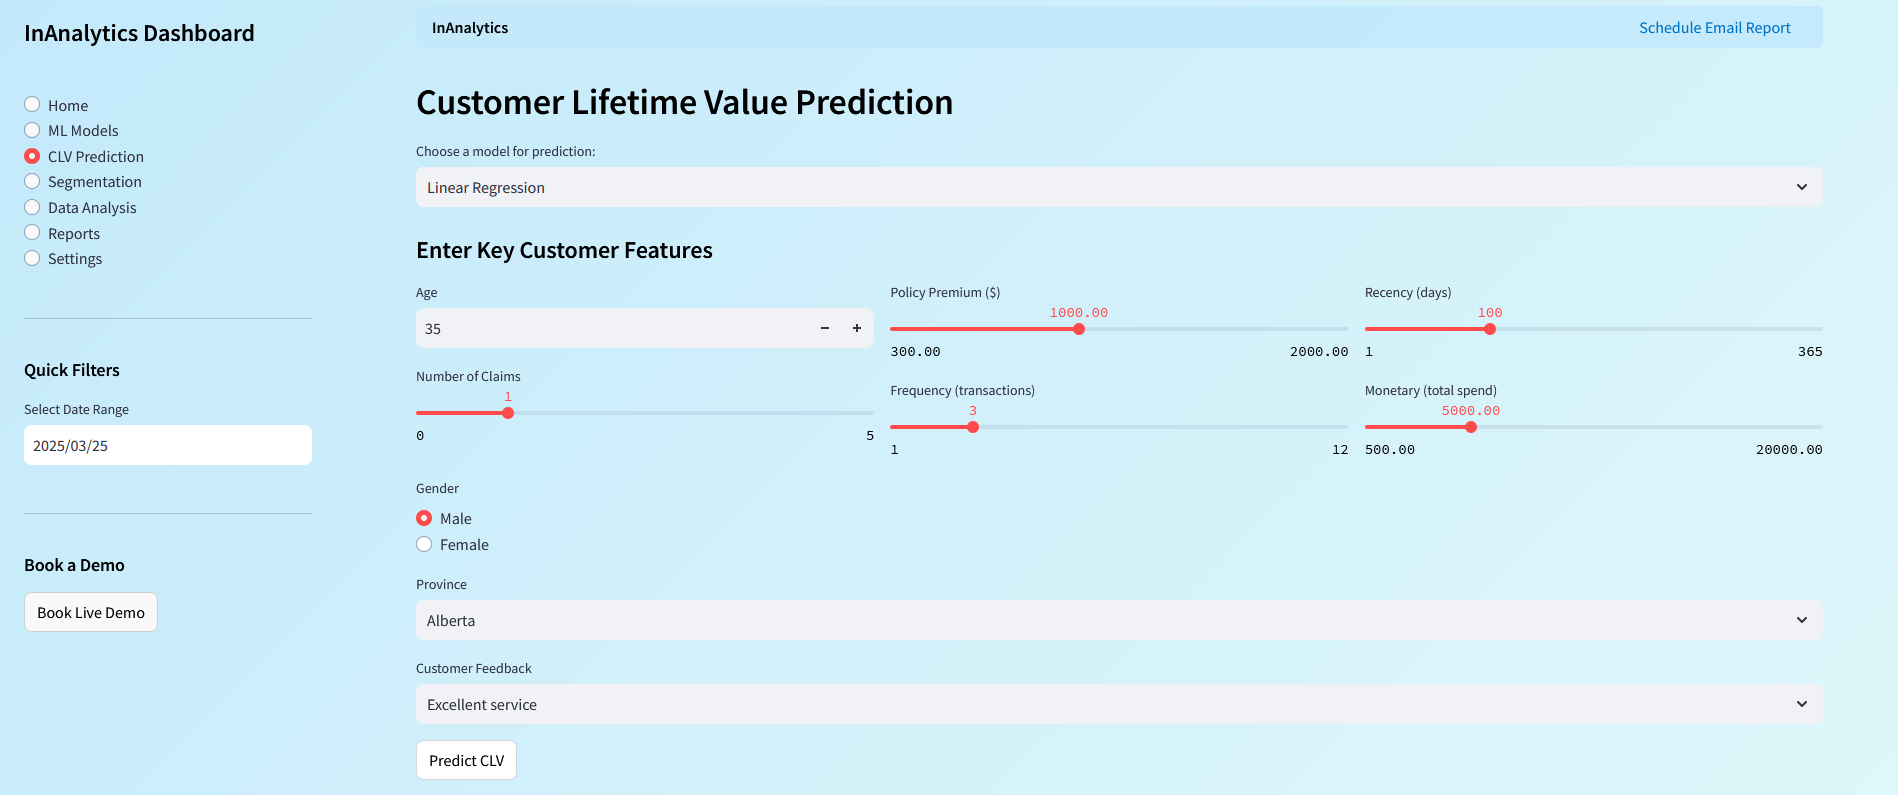 InAnalytics Dashboard
Home
ML Models
CLV Prediction
Segmentation
Data Analysis
Reports
Settings
Quick Filters
Select Date Range
2025/03/25
Book a Demo
Book Live Demo
InAnalytics
Schedule Email Report
Customer Lifetime Value Prediction
Choose a model for prediction:
Linear Regression
Enter Key Customer Features
Age
35
Number of Claims
1
0 5
Policy Premium ($)
1000.00
300.00 2000.00
Frequency (transactions)
3
1 12
Recency (days)
100
1 365
Monetary (total spend)
5000.00
500.00 20000.00
Gender
Male
Female
Province
Alberta
Customer Feedback
Excellent service
Predict CLV